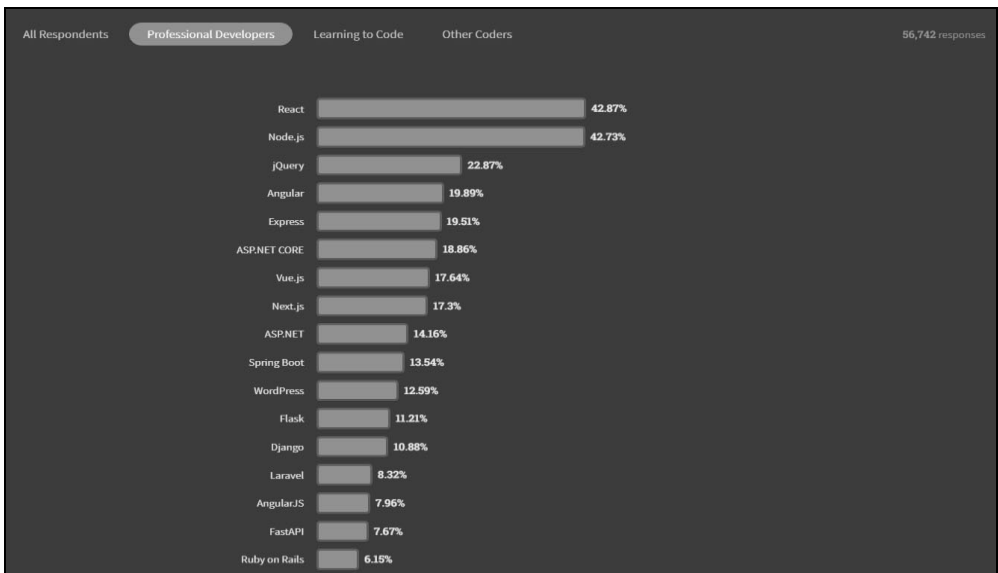 All Respondents Professional Developers Learning to Code Other Coders 56,742 responses
React 42.87%
Node.js 42.73%
jQuery 22.87%
Angular 19.89%
Express 19.51%
ASP.NET CORE 18.86%
Vue.js 17.64%
Next.js 17.3%
ASP.NET 14.16%
Spring Boot 13.54%
WordPress 12.59%
Flask 11.21%
Django 10.88%
Laravel 8.32%
AngularJS 7.96%
FastAPI 7.67%
Ruby on Rails 6.15%